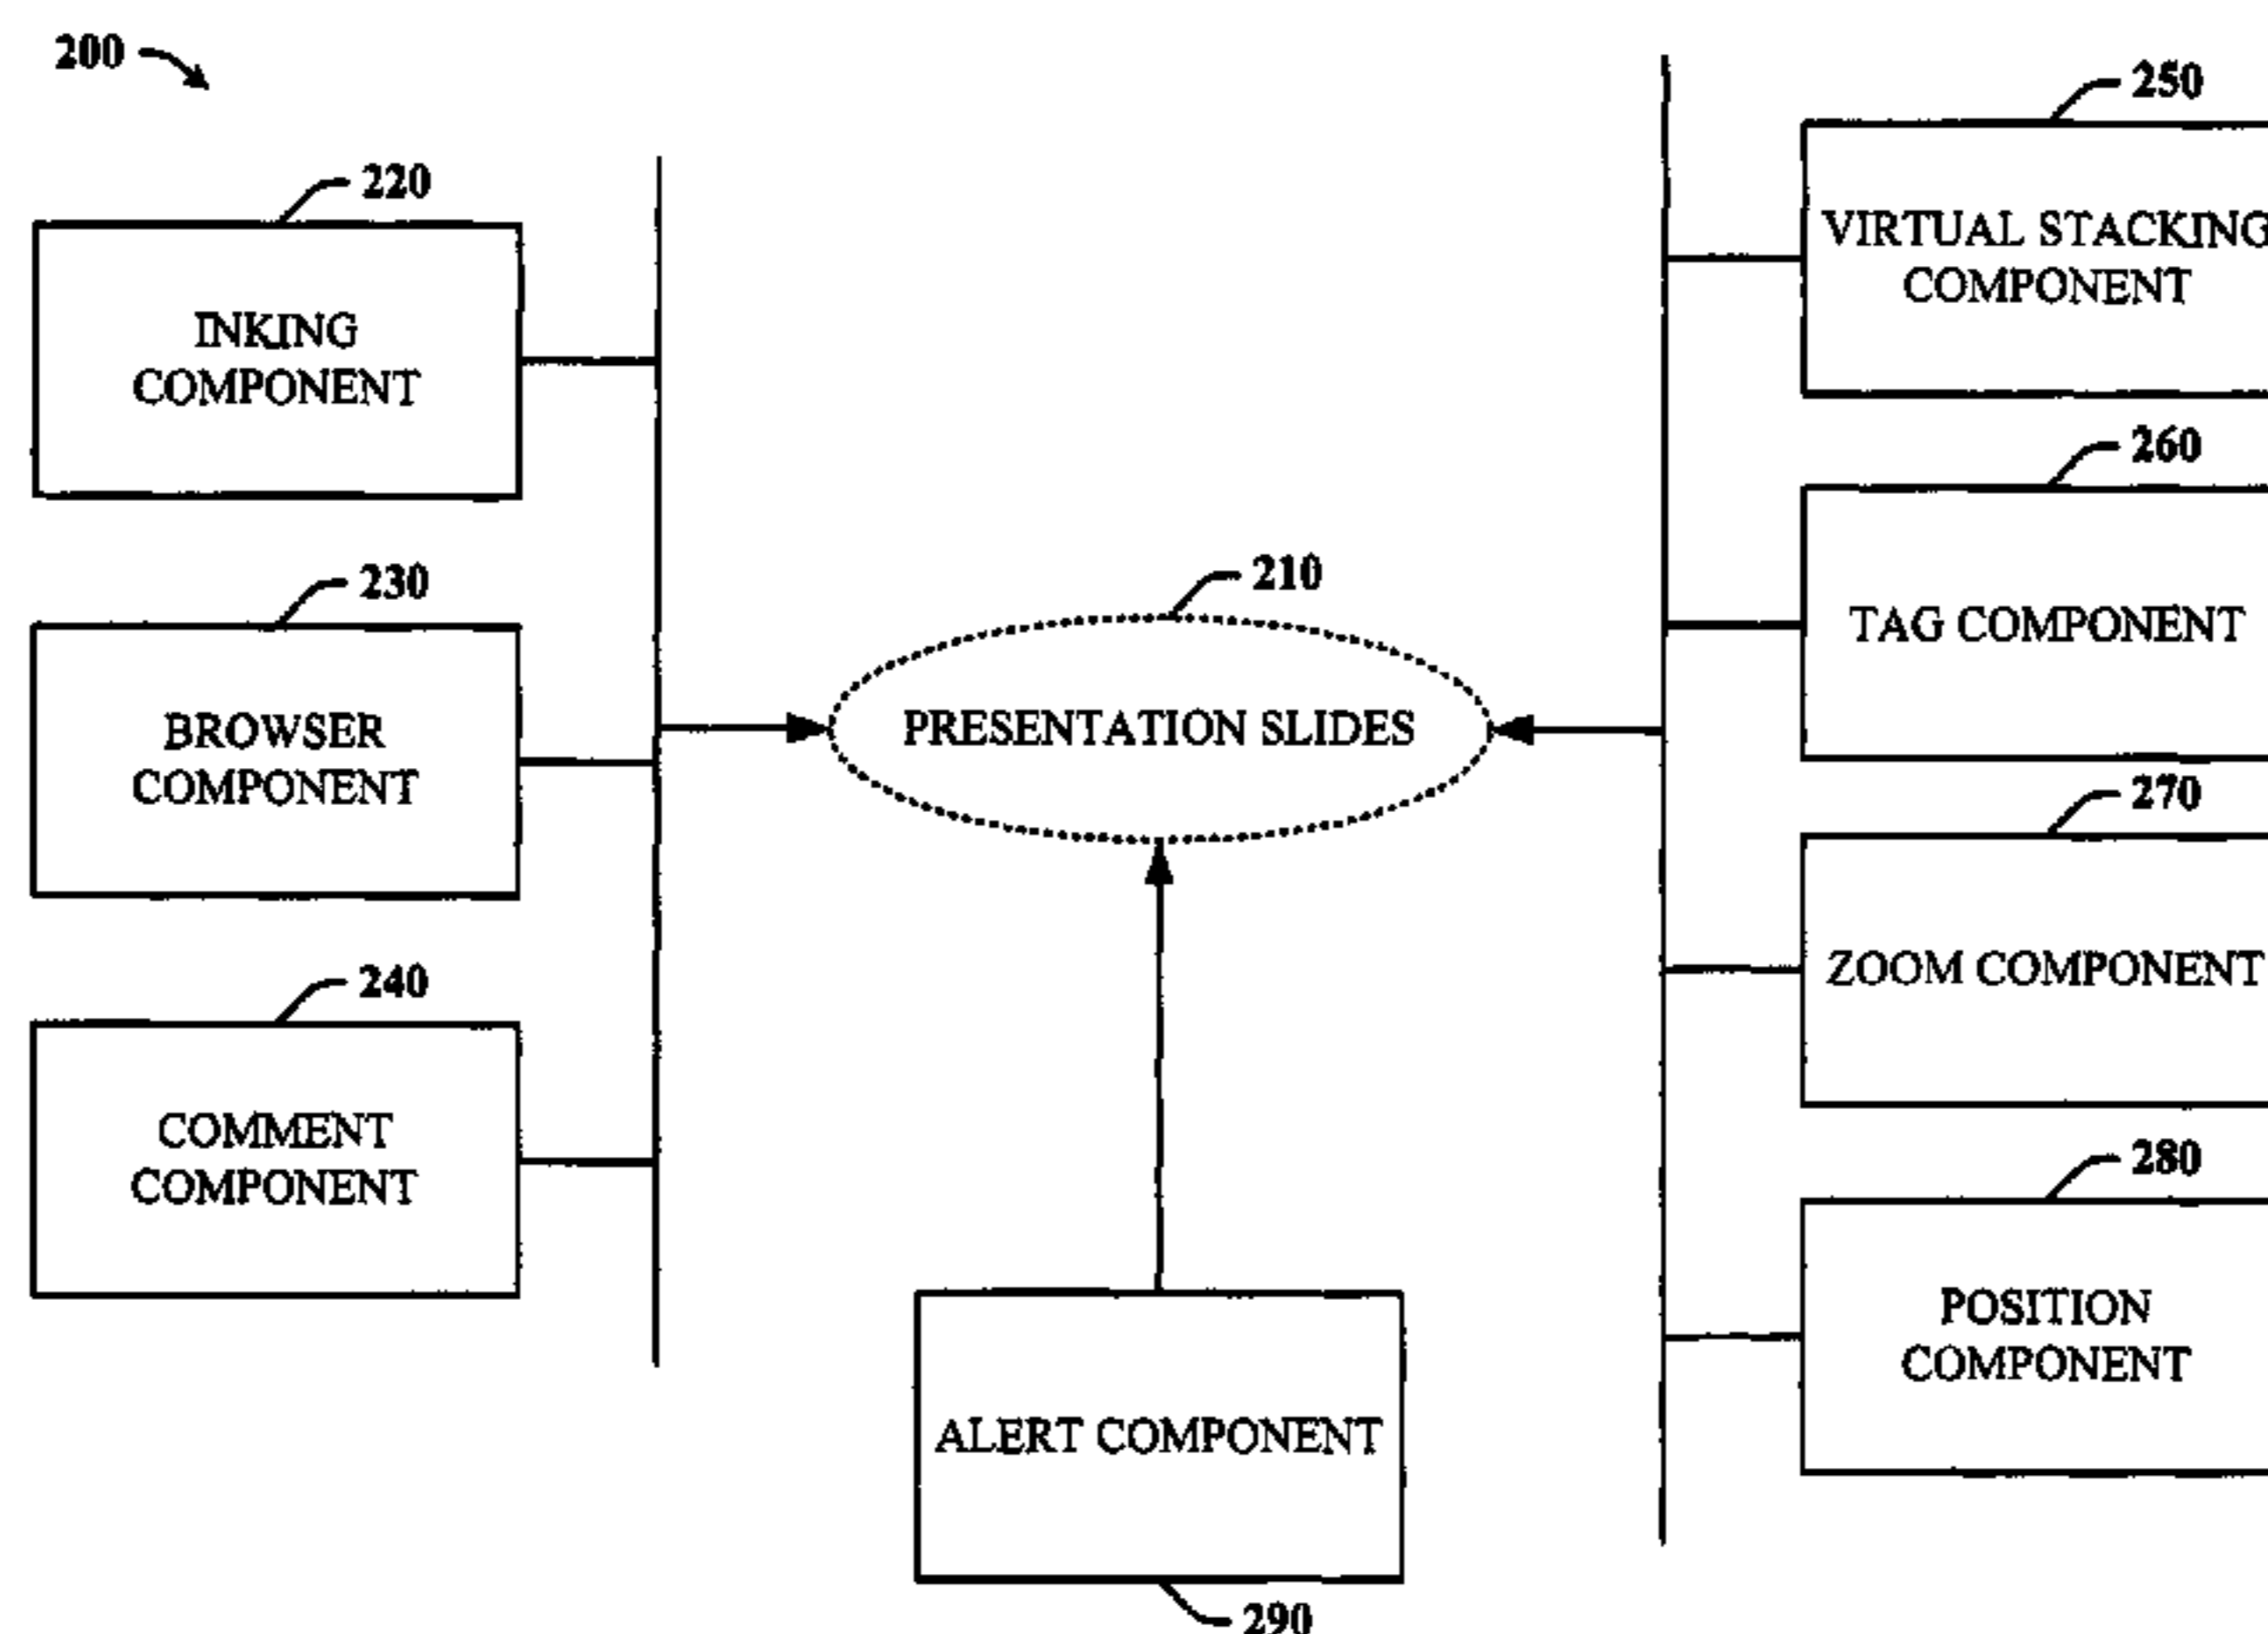 200
220
INKING
COMPONENT
230
BROWSER
COMPONENT
240
COMMENT
COMPONENT
210
PRESENTATION SLIDES
ALERT COMPONENT
290
250
VIRTUAL STACKING
COMPONENT
260
TAG COMPONENT
270
ZOOM COMPONENT
280
POSITION
COMPONENT